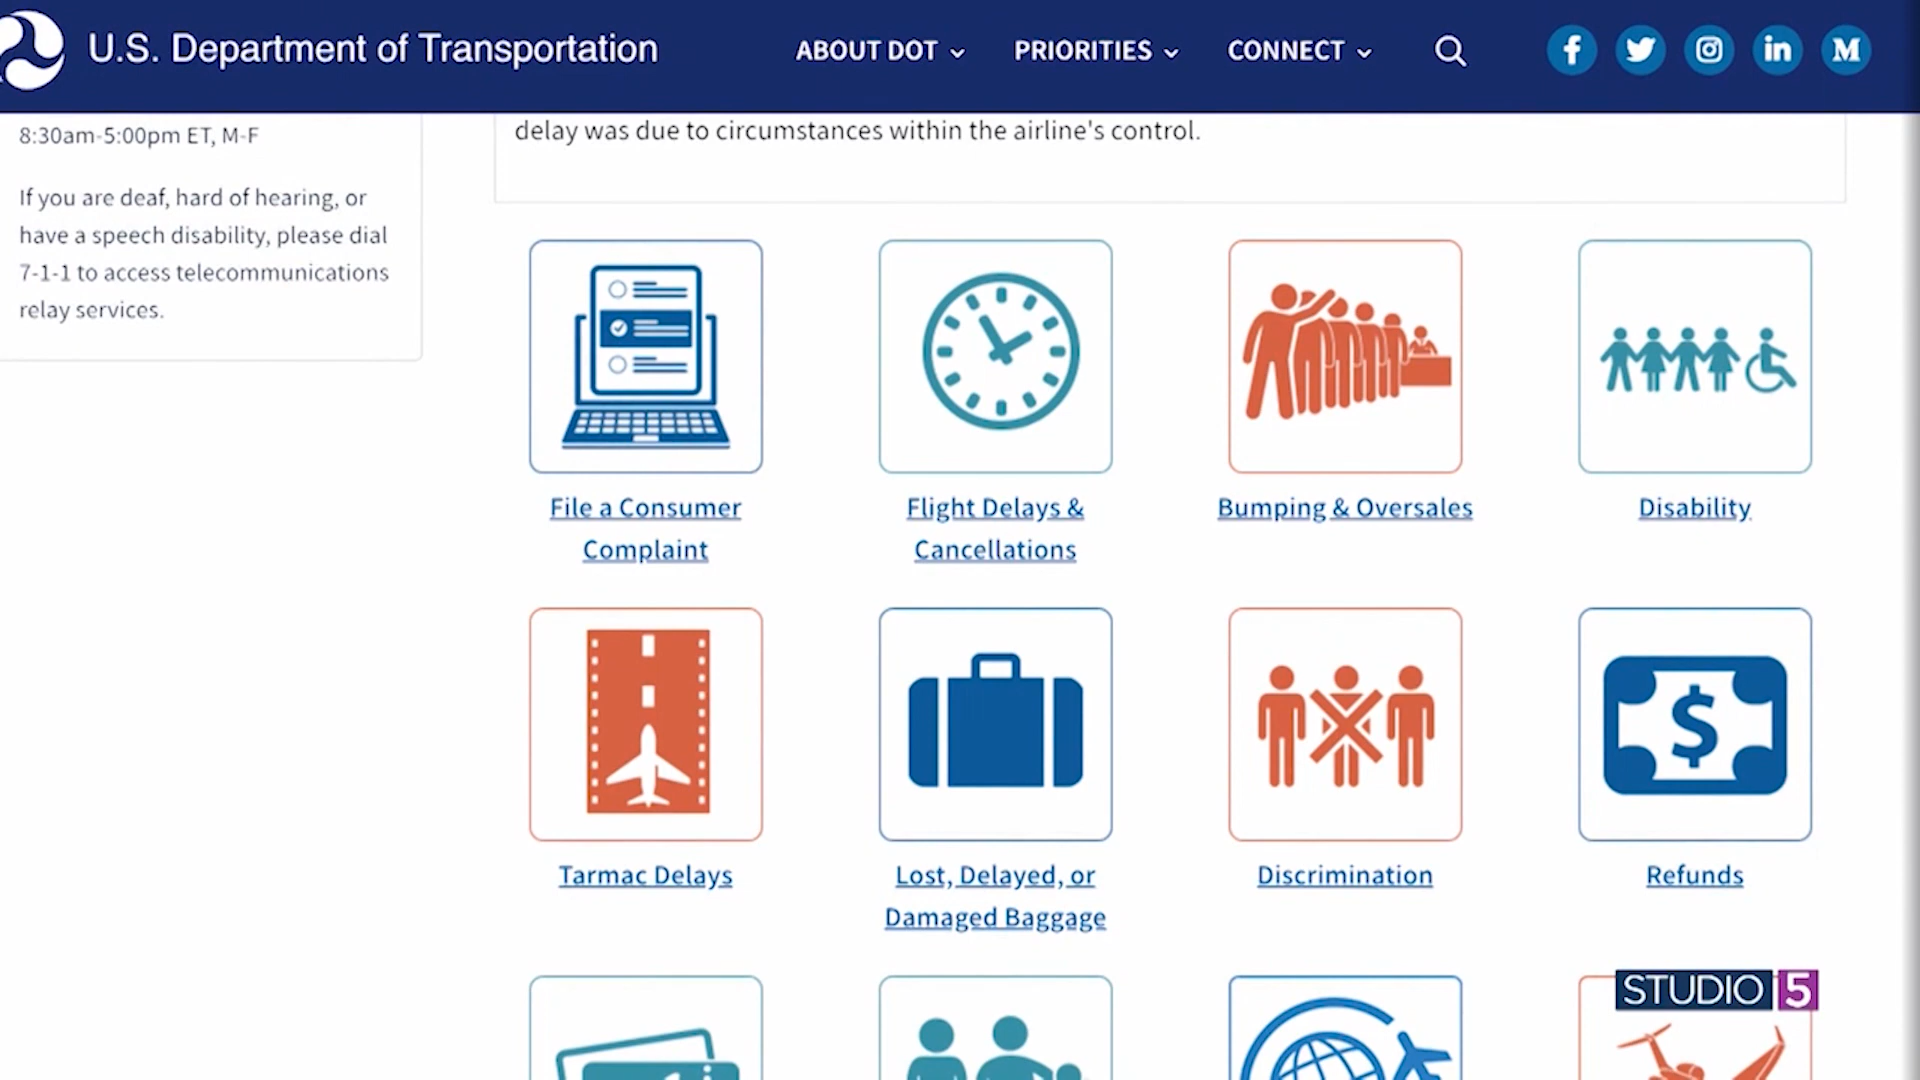 U.S. Department of Transportation
ABOUT DOT
PRIORITIES
CONNECT
8:30am-5:00pm ET, M-F
If you are deaf, hard of hearing, or
have a speech disability, please dial
7-1-1 to access telecommunications
relay services.
delay was due to circumstances within the airline's control.
File a Consumer
Complaint
Flight Delays &
Cancellations
Bumping & Oversales
Disability
Tarmac Delays
Lost, Delayed, or
Damaged Baggage
Discrimination
Refunds
STUDIO 5